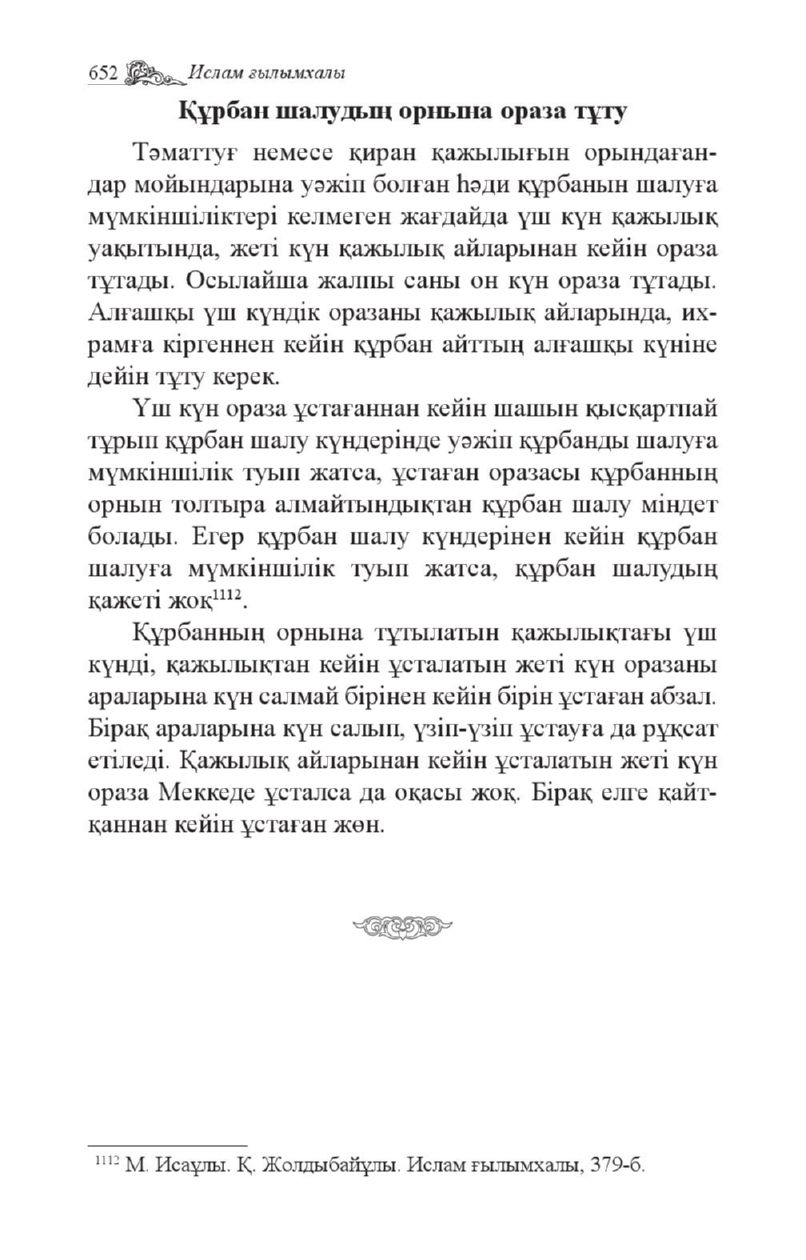 652 Ислам ғылымхалы
Құрбан шалудың орнына ораза тұту
Тәматтуғ немесе қиран қажылығын орындаған-
дар мойындарына уәжіп болған һәди құрбанын шалуға
мүмкіншіліктері келмеген жағдайда үш күн қажылық
уақытында, жеті күн қажылық айларынан кейін ораза
тұтады. Осылайша жалпы саны он күн ораза тұтады.
Алғашқы үш күндік оразаны қажылық айларында, их-
рамға кіргеннен кейін құрбан айттың алғашқы күніне
дейін тұту керек.
Үш күн ораза ұстағаннан кейін шашын қысқартпай
тұрып құрбан шалу күндерінде уәжіп құрбанды шалуға
мүмкіншілік туып жатса, ұстаған оразасы құрбанның
орнын толтыра алмайтындықтан құрбан шалу міндет
болады. Егер құрбан шалу күндерінен кейін құрбан
шалуға мүмкіншілік туып жатса, құрбан шалудың
қажеті жоқ¹¹¹².
Құрбанның орнына тұтылатын қажылықтағы үш
күнді, қажылықтан кейін ұсталатын жеті күн оразаны
араларына күн салмай бірінен кейін бірін ұстаған абзал.
Бірақ араларына күн салып, үзіп-үзіп ұстауға да рұқсат
етіледі. Қажылық айларынан кейін ұсталатын жеті күн
ораза Меккеде ұсталса да оқасы жоқ. Бірақ елге қайт-
қаннан кейін ұстаған жөн.
¹¹¹² М. Исаұлы. Қ. Жолдыбайұлы. Ислам ғылымхалы, 379-б.